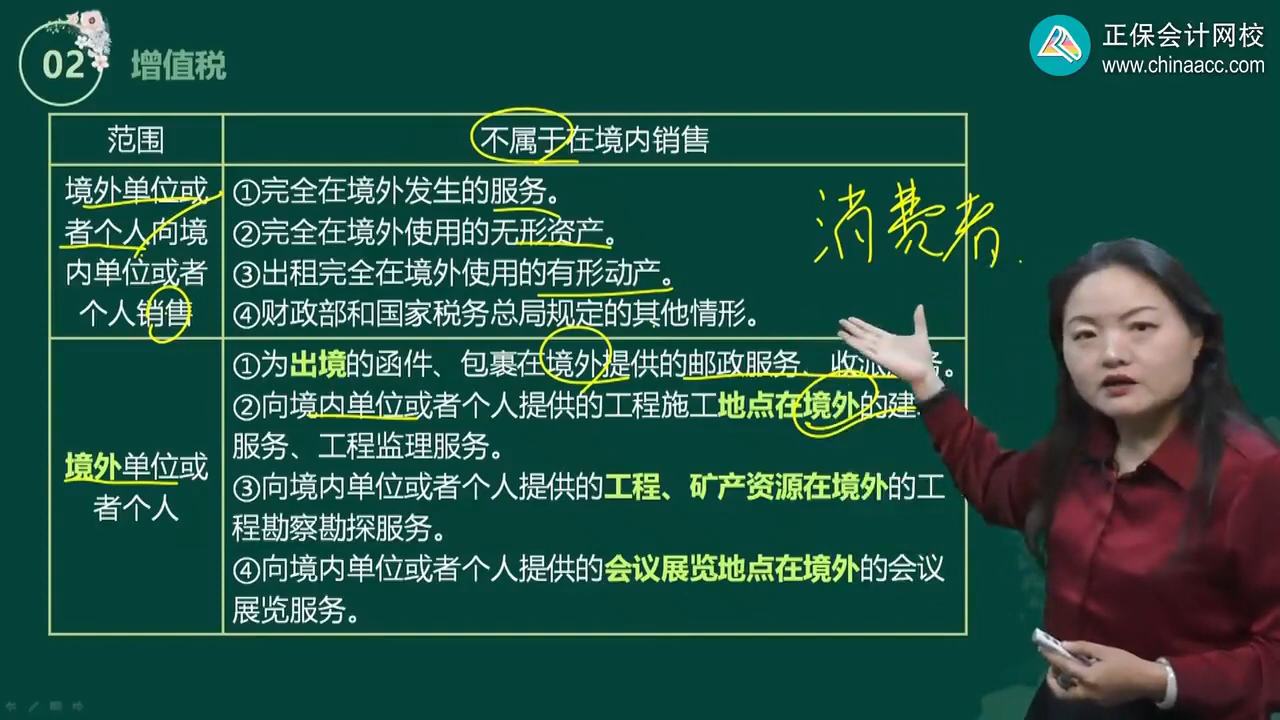 02 增值税
正保会计网校
www.chinaacc.com
范围
不属于在境内销售
境外单位或
者个人向境
内单位或者
个人销售
①完全在境外发生的服务。
②完全在境外使用的无形资产。
③出租完全在境外使用的有形动产。
④财政部和国家税务总局规定的其他情形。
消费者
境外单位或
者个人
①为出境的函件、包裹在境外提供的邮政服务、收派服务。
②向境内单位或者个人提供的工程施工地点在境外的建
服务、工程监理服务。
③向境内单位或者个人提供的工程、矿产资源在境外的工
程勘察勘探服务。
④向境内单位或者个人提供的会议展览地点在境外的会议
展览服务。